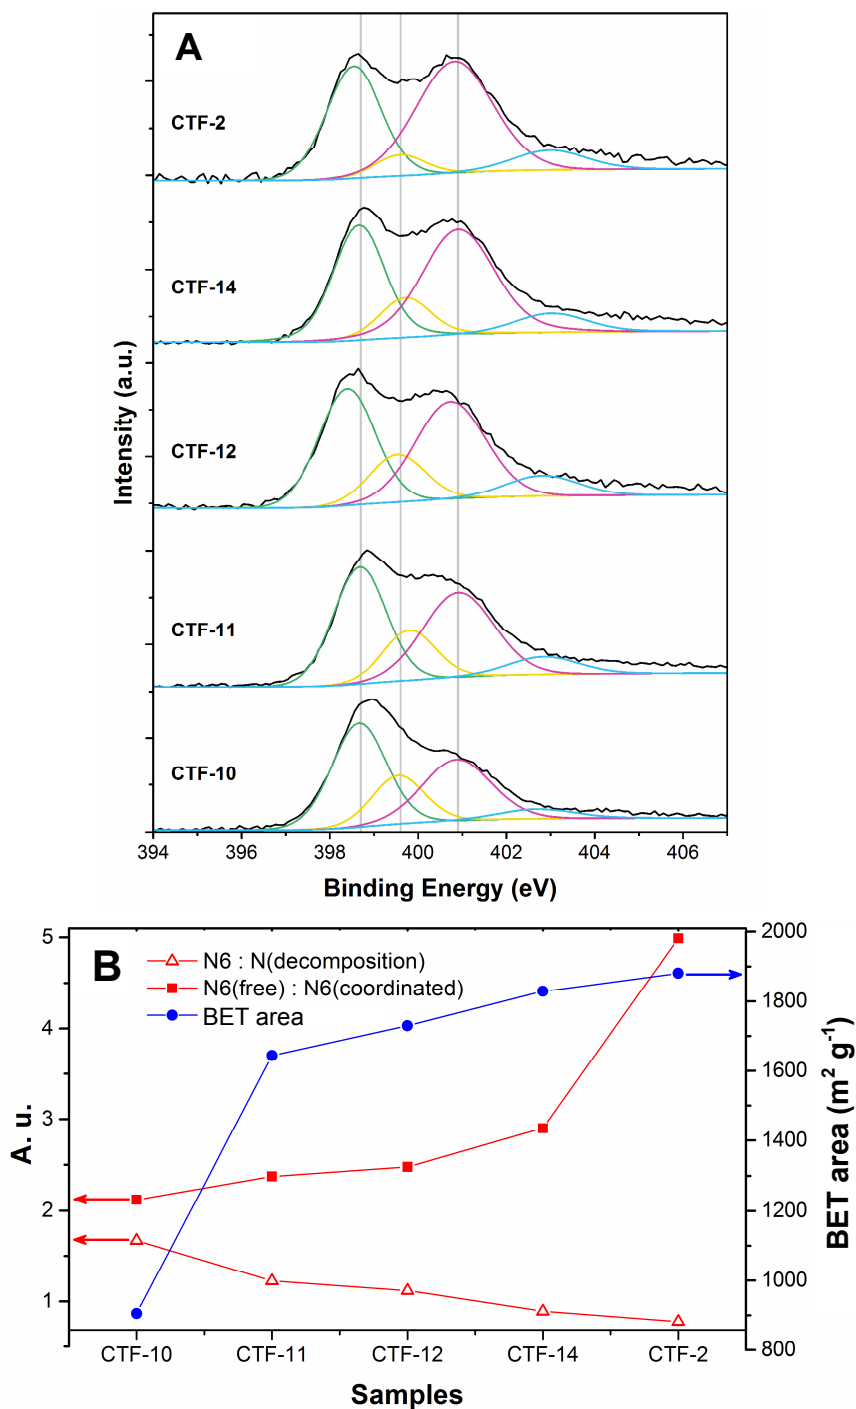 A
CTF-2
CTF-14
CTF-12
CTF-11
CTF-10
Intensity (a.u.)
394 396 398 400 402 404 406
Binding Energy (eV)
B
N6 : N(decomposition)
N6(free) : N6(coordinated)
BET area
5
4
3
2
1
A. u.
2000
1800
1600
1400
1200
1000
800
BET area (m² g⁻¹)
CTF-10 CTF-11 CTF-12 CTF-14 CTF-2
Samples